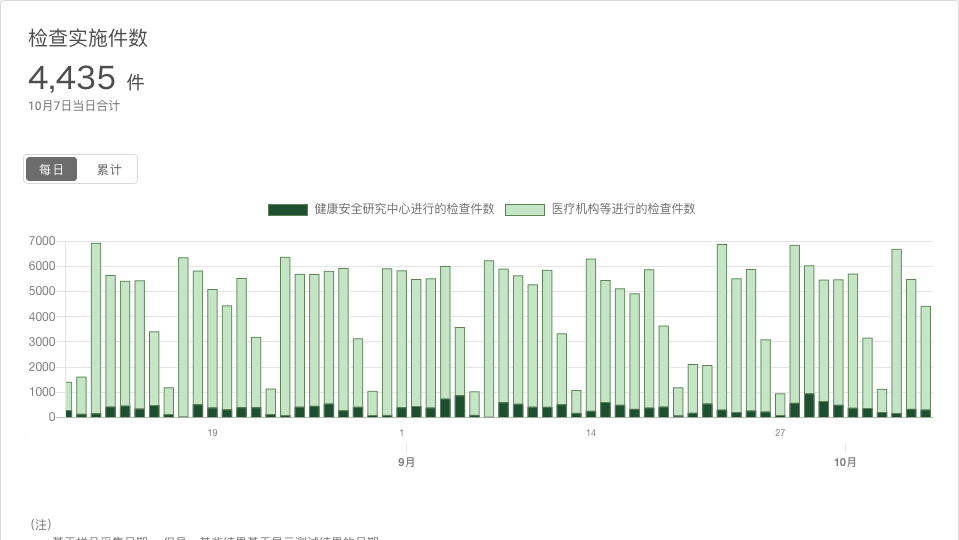 检查实施件数
4,435 件
10月7日当日合计
每日 累计
健康安全研究中心进行的检查件数 医疗机构等进行的检查件数
7000
6000
5000
4000
3000
2000
1000
0
19 1 14 27
9月 10月
(注)